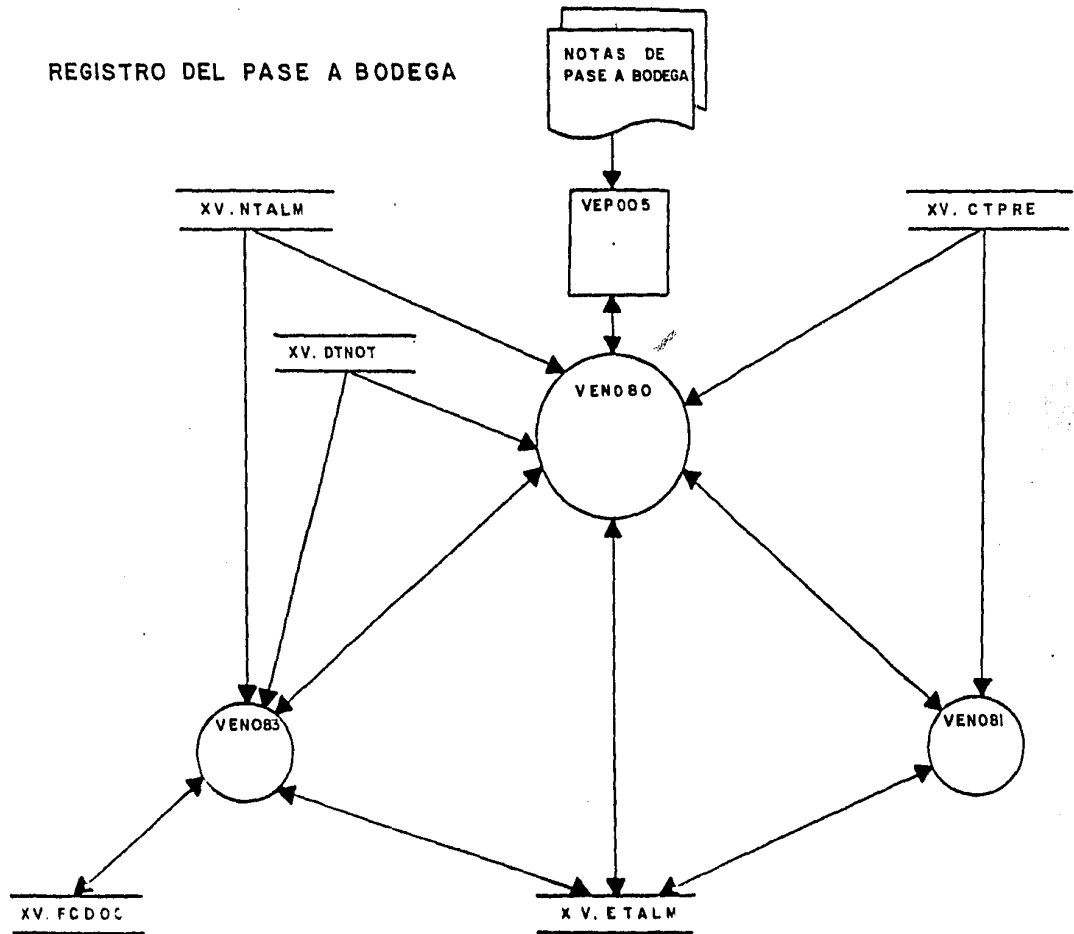 NOTAS DE
PASE A BODEGA
REGISTRO DEL PASE A BODEGA
XV.NTALM
VEP005
XV. CTPRE
XV. DTNOT
VEN080
VEN083
VEN081
XV. FCDOC
XV. ETALM